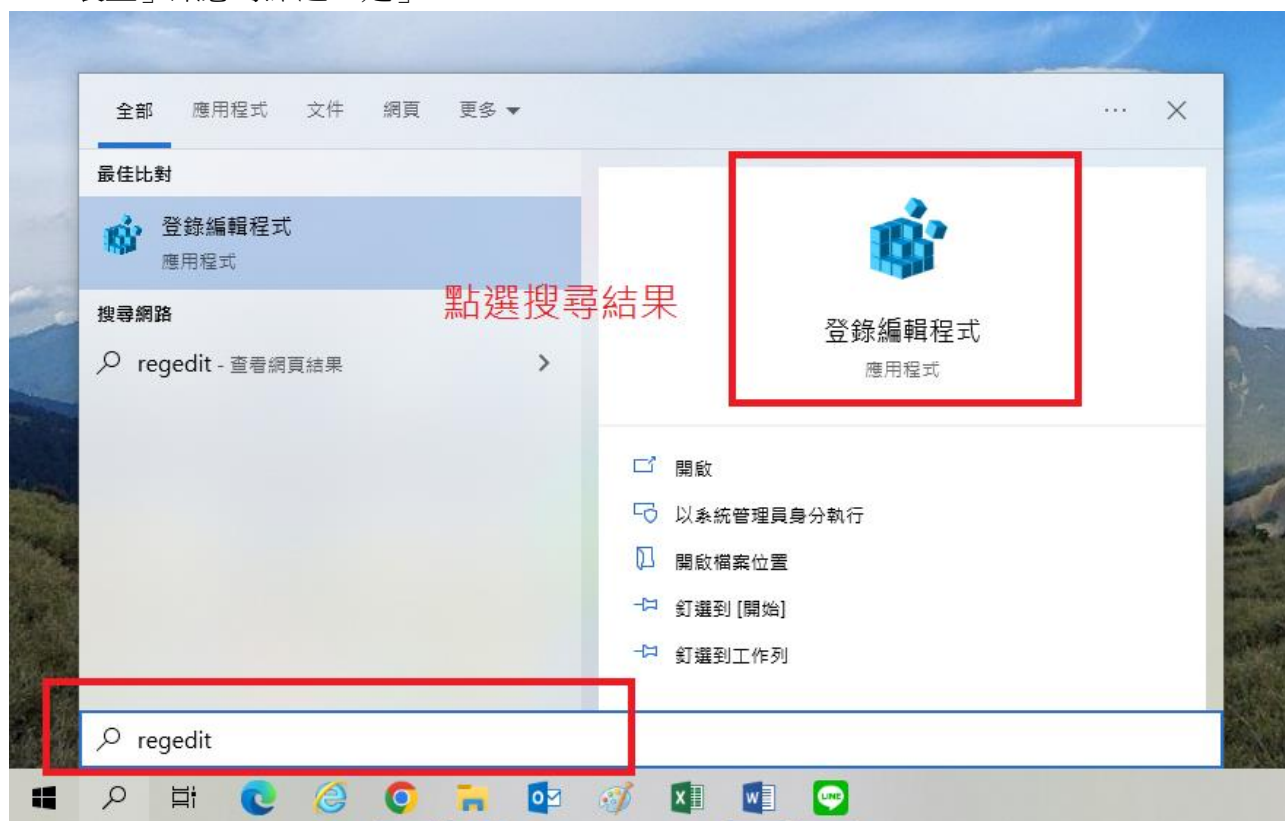 全部 應用程式 文件 網頁 更多
最佳比對
登錄編輯程式
應用程式
點選搜尋結果
搜尋網路
regedit - 查看網頁結果
登錄編輯程式
應用程式
開啟
以系統管理員身分執行
開啟檔案位置
釘選到 [開始]
釘選到工作列
regedit